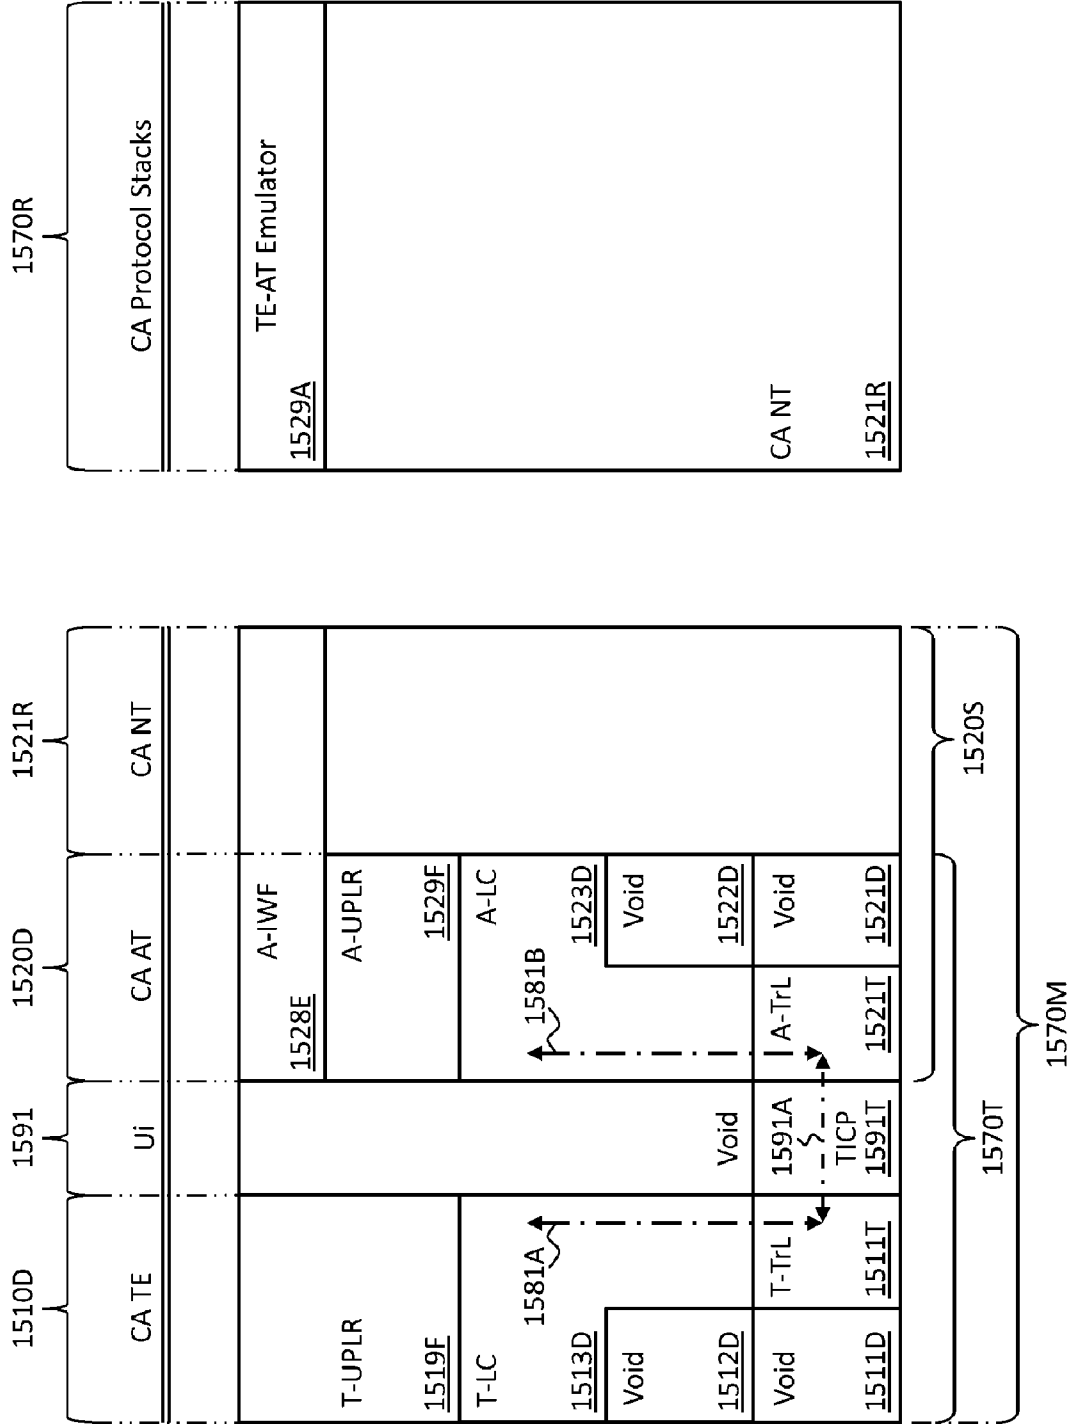 1510D
1591
1520D
1521R
1570R
CA TE
Ui
CA AT
CA NT
CA Protocol Stacks
T-UPLR
1519F
T-LC
1513D
1581A
Void
1512D
Void
1511D
T-TrL
1511T
Void
1591A
TICP
1591T
A-IWF
1528E
A-UPLR
1529F
A-LC
1523D
1581B
Void
1522D
A-TrL
1521T
Void
1521D
TE-AT Emulator
1529A
CA NT
1521R
1520S
1570T
1570M